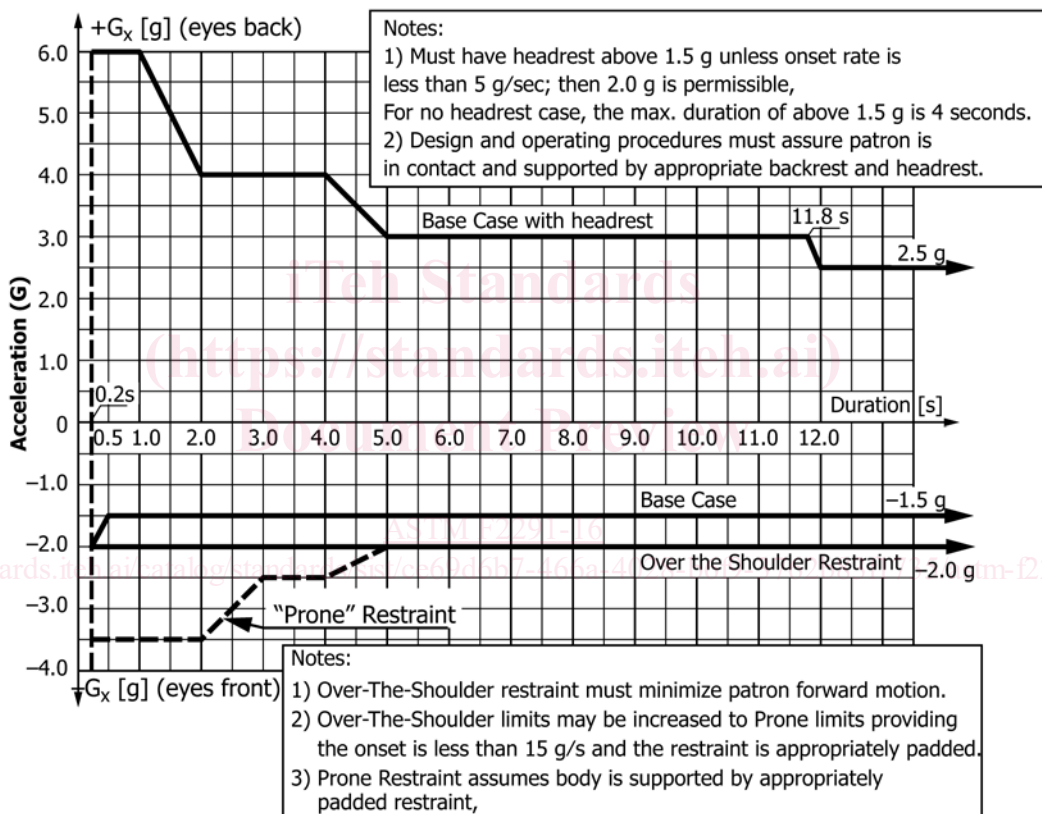 +Gx [g] (eyes back)
Notes:
1) Must have headrest above 1.5 g unless onset rate is
less than 5 g/sec; then 2.0 g is permissible,
For no headrest case, the max. duration of above 1.5 g is 4 seconds.
2) Design and operating procedures must assure patron is
in contact and supported by appropriate backrest and headrest.
6.0
5.0
4.0
3.0
2.0
1.0
0
−1.0
−2.0
−3.0
−4.0
Acceleration (G)
Base Case with headrest
11.8 s
2.5 g
iTeh Standards
(https://standards.iteh.ai)
Document Preview
0.2s
Duration [s]
0.5 1.0 2.0 3.0 4.0 5.0 6.0 7.0 8.0 9.0 10.0 11.0 12.0
Base Case
−1.5 g
ASTM F2291-16
Over the Shoulder Restraint
−2.0 g
"Prone" Restraint
-Gx [g] (eyes front)
Notes:
1) Over-The-Shoulder restraint must minimize patron forward motion.
2) Over-The-Shoulder limits may be increased to Prone limits providing
the onset is less than 15 g/s and the restraint is appropriately padded.
3) Prone Restraint assumes body is supported by appropriately
padded restraint,